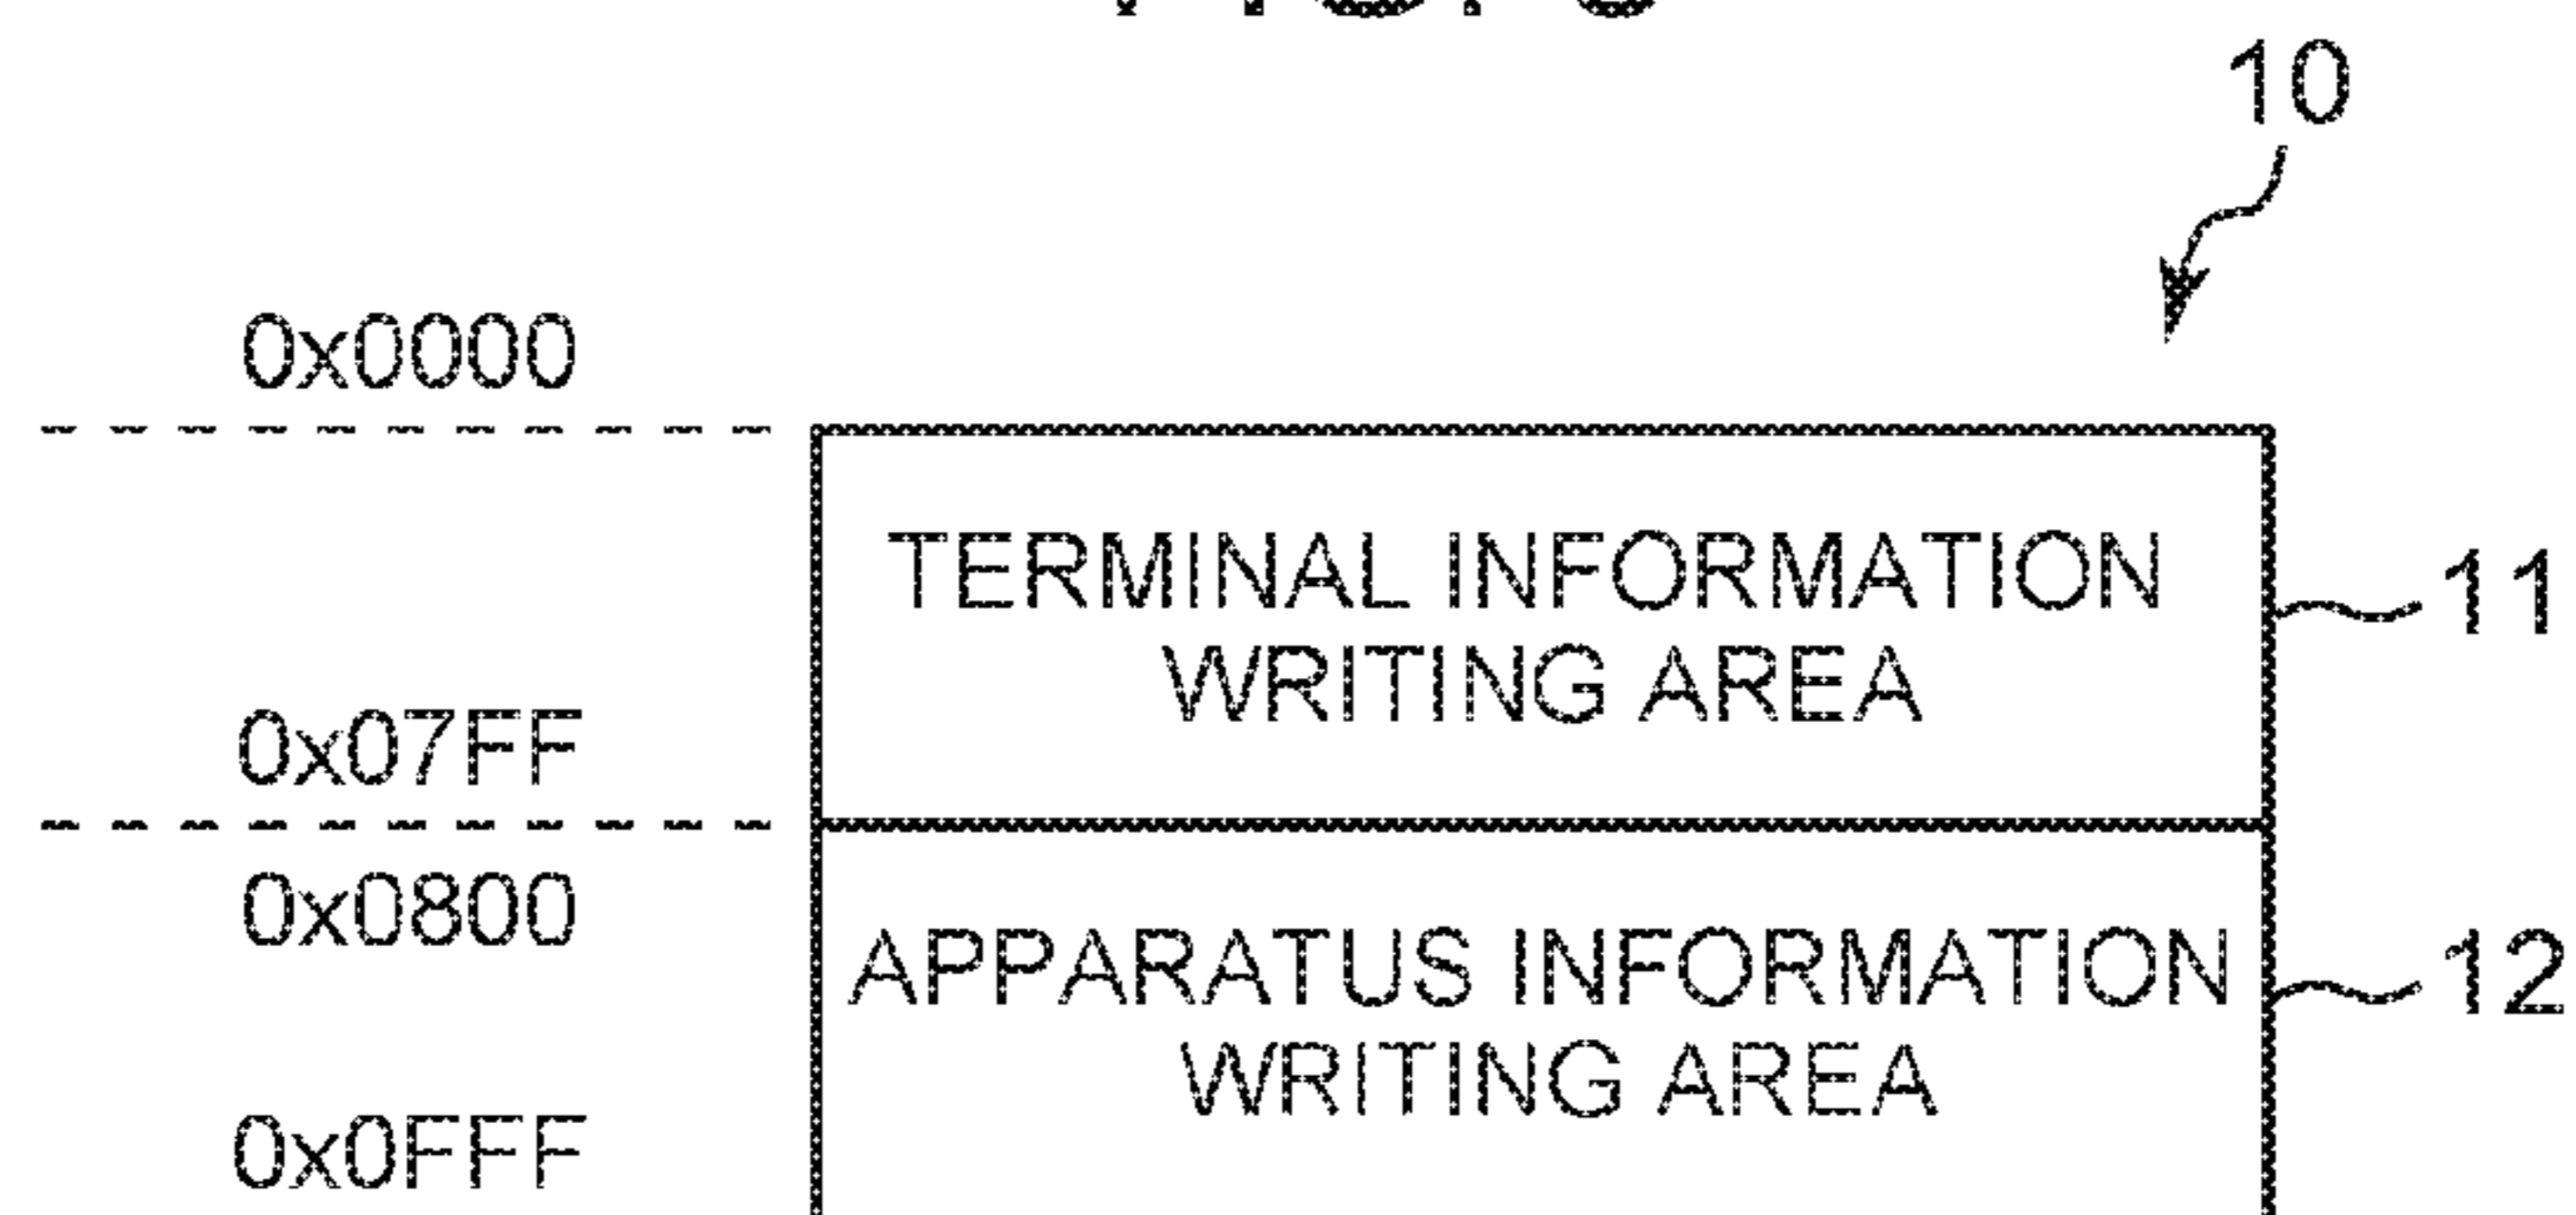 10
0x0000
TERMINAL INFORMATION
WRITING AREA
11
0x07FF
0x0800
APPARATUS INFORMATION
WRITING AREA
12
0x0FFF